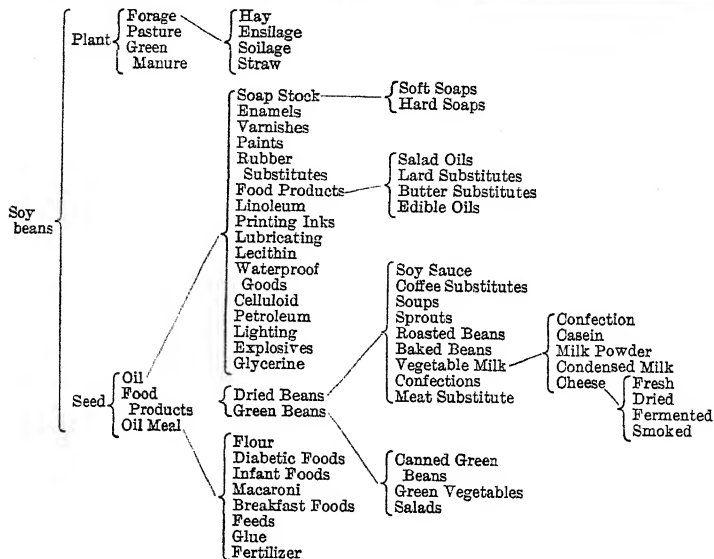 Soy
beans
Plant
Forage
Pasture
Green
Manure
Hay
Ensilage
Soilage
Straw
Seed
Oil
Food
Products
Oil Meal
Soap Stock
Enamels
Varnishes
Paints
Rubber
Substitutes
Food Products
Linoleum
Printing Inks
Lubricating
Lecithin
Waterproof
Goods
Celluloid
Petroleum
Lighting
Explosives
Glycerine
Soft Soaps
Hard Soaps
Salad Oils
Lard Substitutes
Butter Substitutes
Edible Oils
Dried Beans
Green Beans
Soy Sauce
Coffee Substitutes
Soups
Sprouts
Roasted Beans
Baked Beans
Vegetable Milk
Confections
Meat Substitute
Confection
Casein
Milk Powder
Condensed Milk
Cheese
Fresh
Dried
Fermented
Smoked
Canned Green
Beans
Green Vegetables
Salads
Flour
Diabetic Foods
Infant Foods
Macaroni
Breakfast Foods
Feeds
Glue
Fertilizer